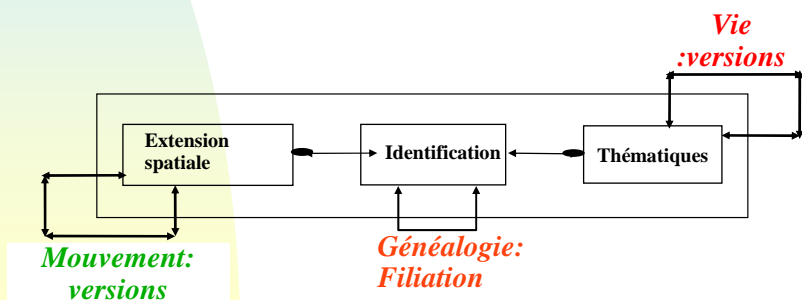 Vie
:versions
Extension
spatiale
Identification
Thématiques
Mouvement:
versions
Généalogie:
Filiation